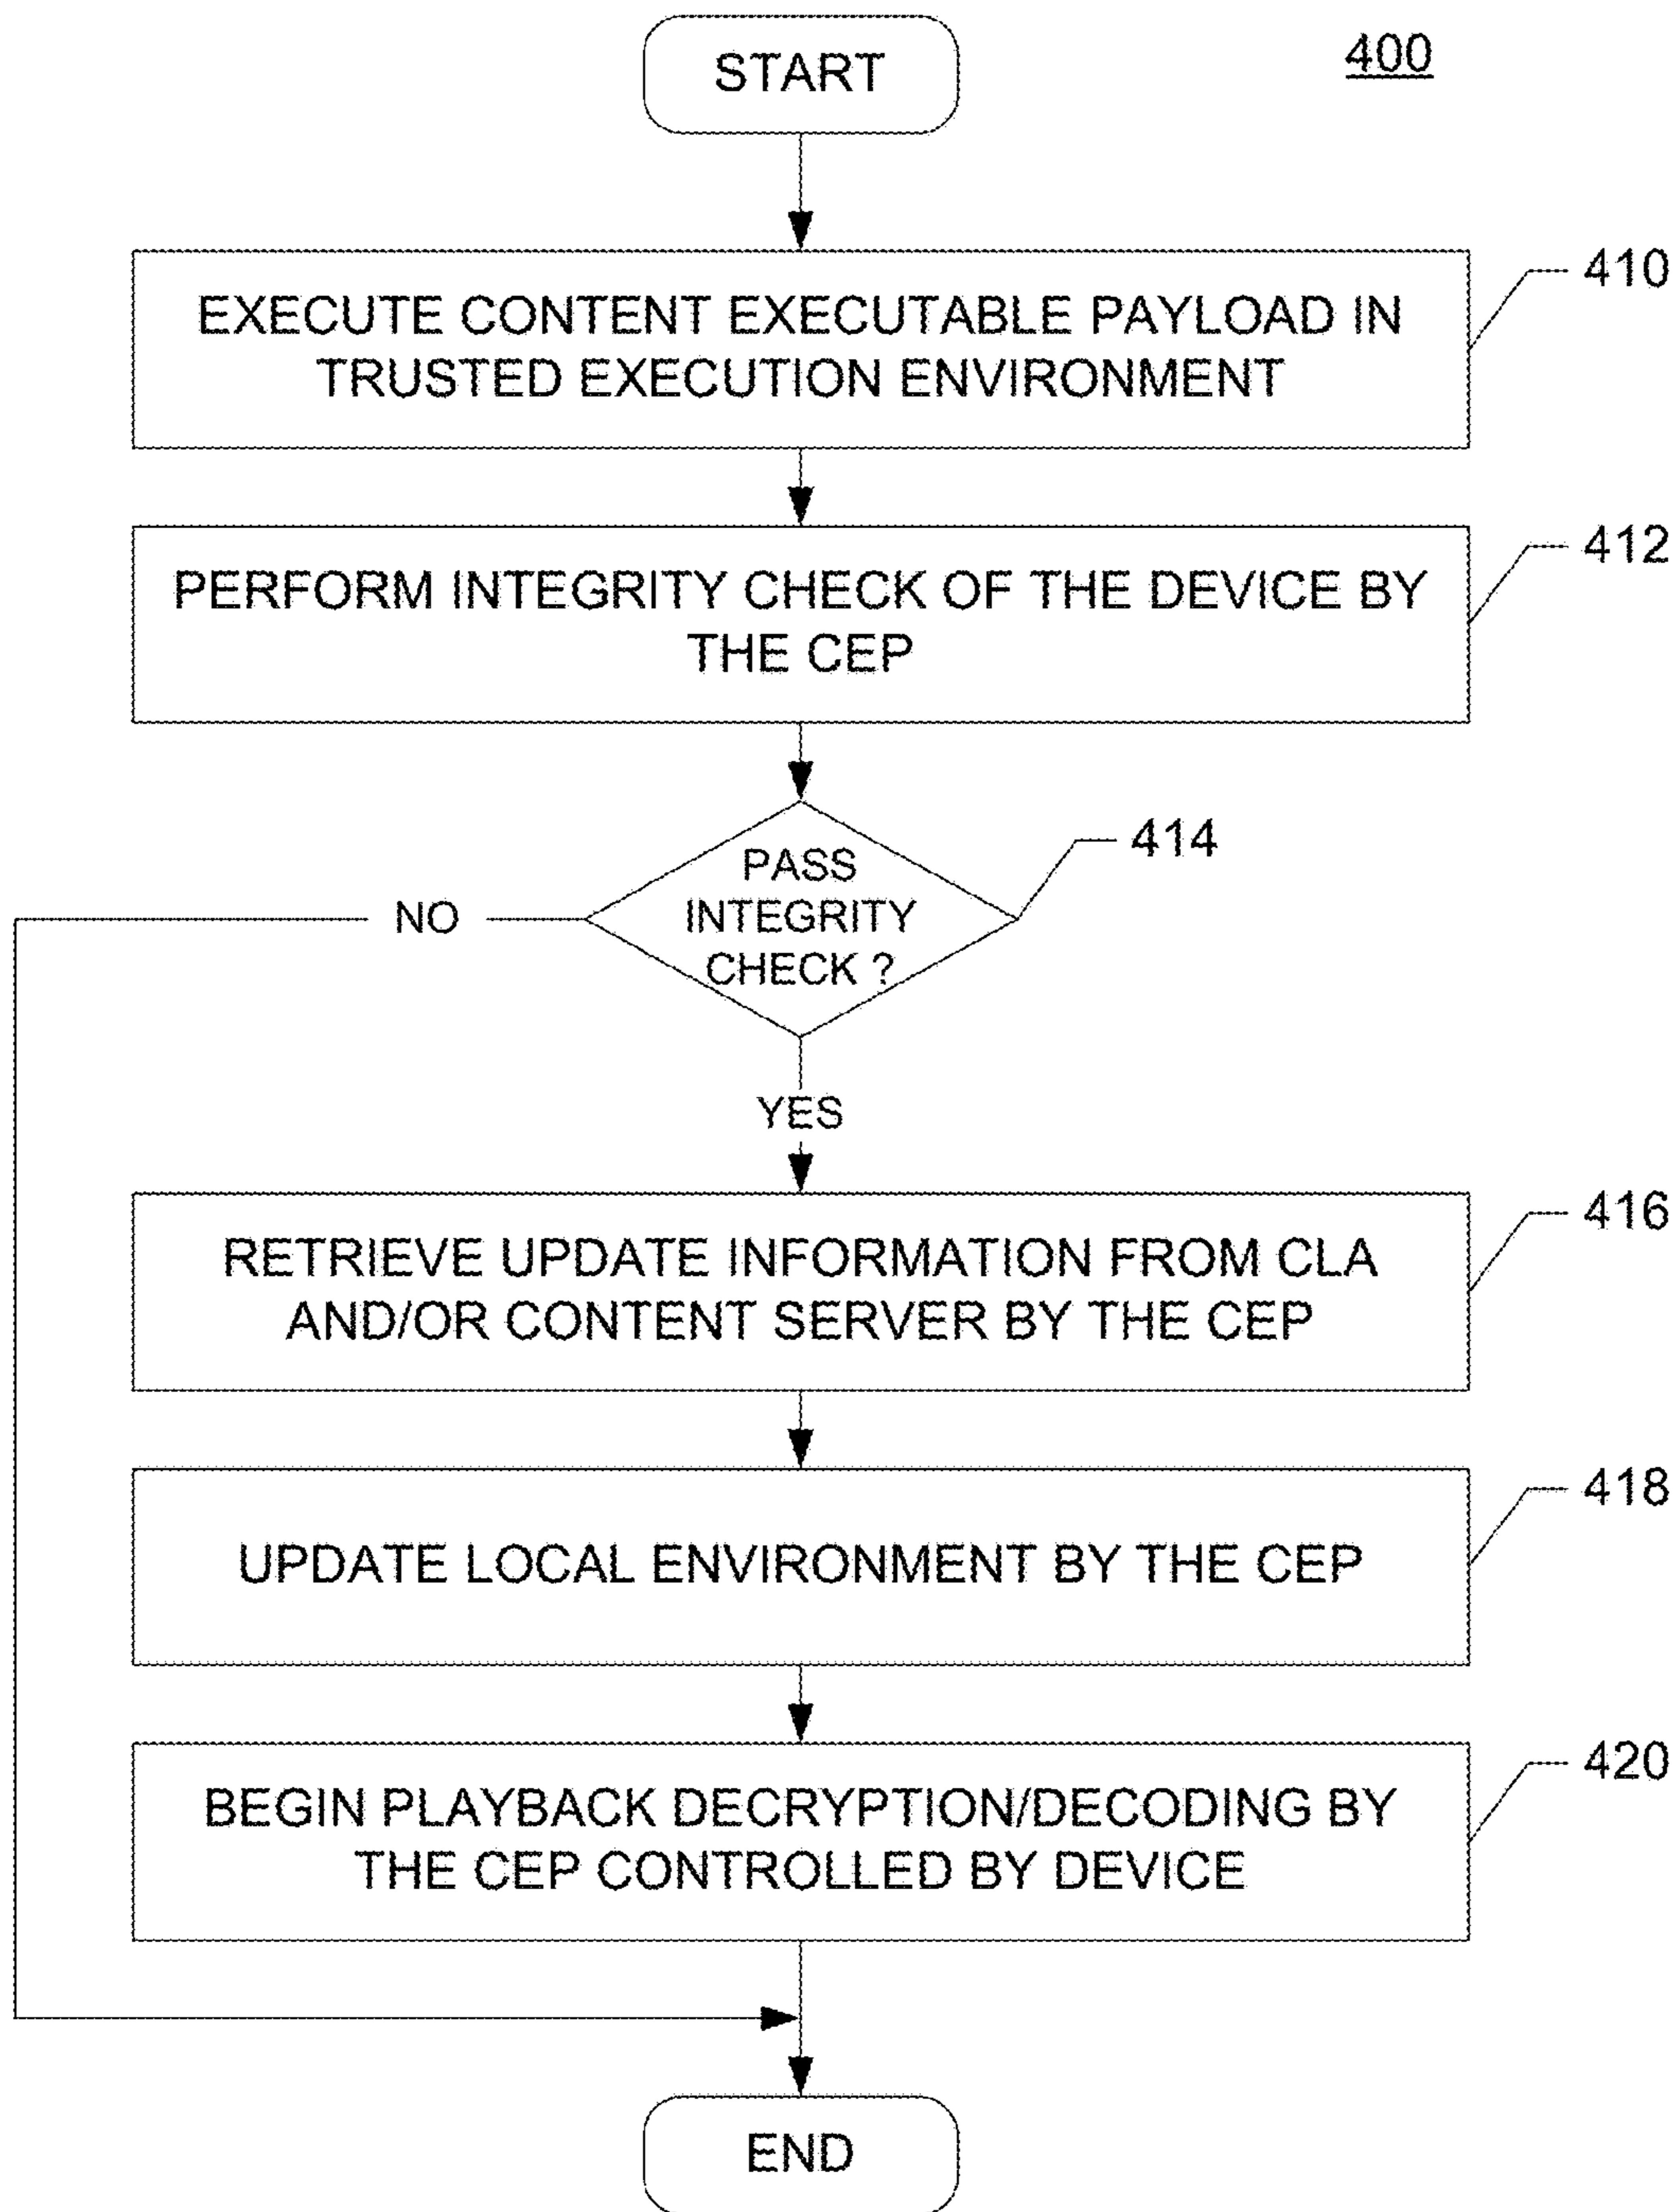 START
400
EXECUTE CONTENT EXECUTABLE PAYLOAD IN
TRUSTED EXECUTION ENVIRONMENT
410
PERFORM INTEGRITY CHECK OF THE DEVICE BY
THE CEP
412
PASS
INTEGRITY
CHECK ?
414
NO
YES
RETRIEVE UPDATE INFORMATION FROM CLA
AND/OR CONTENT SERVER BY THE CEP
416
UPDATE LOCAL ENVIRONMENT BY THE CEP
418
BEGIN PLAYBACK DECRYPTION/DECODING BY
THE CEP CONTROLLED BY DEVICE
420
END